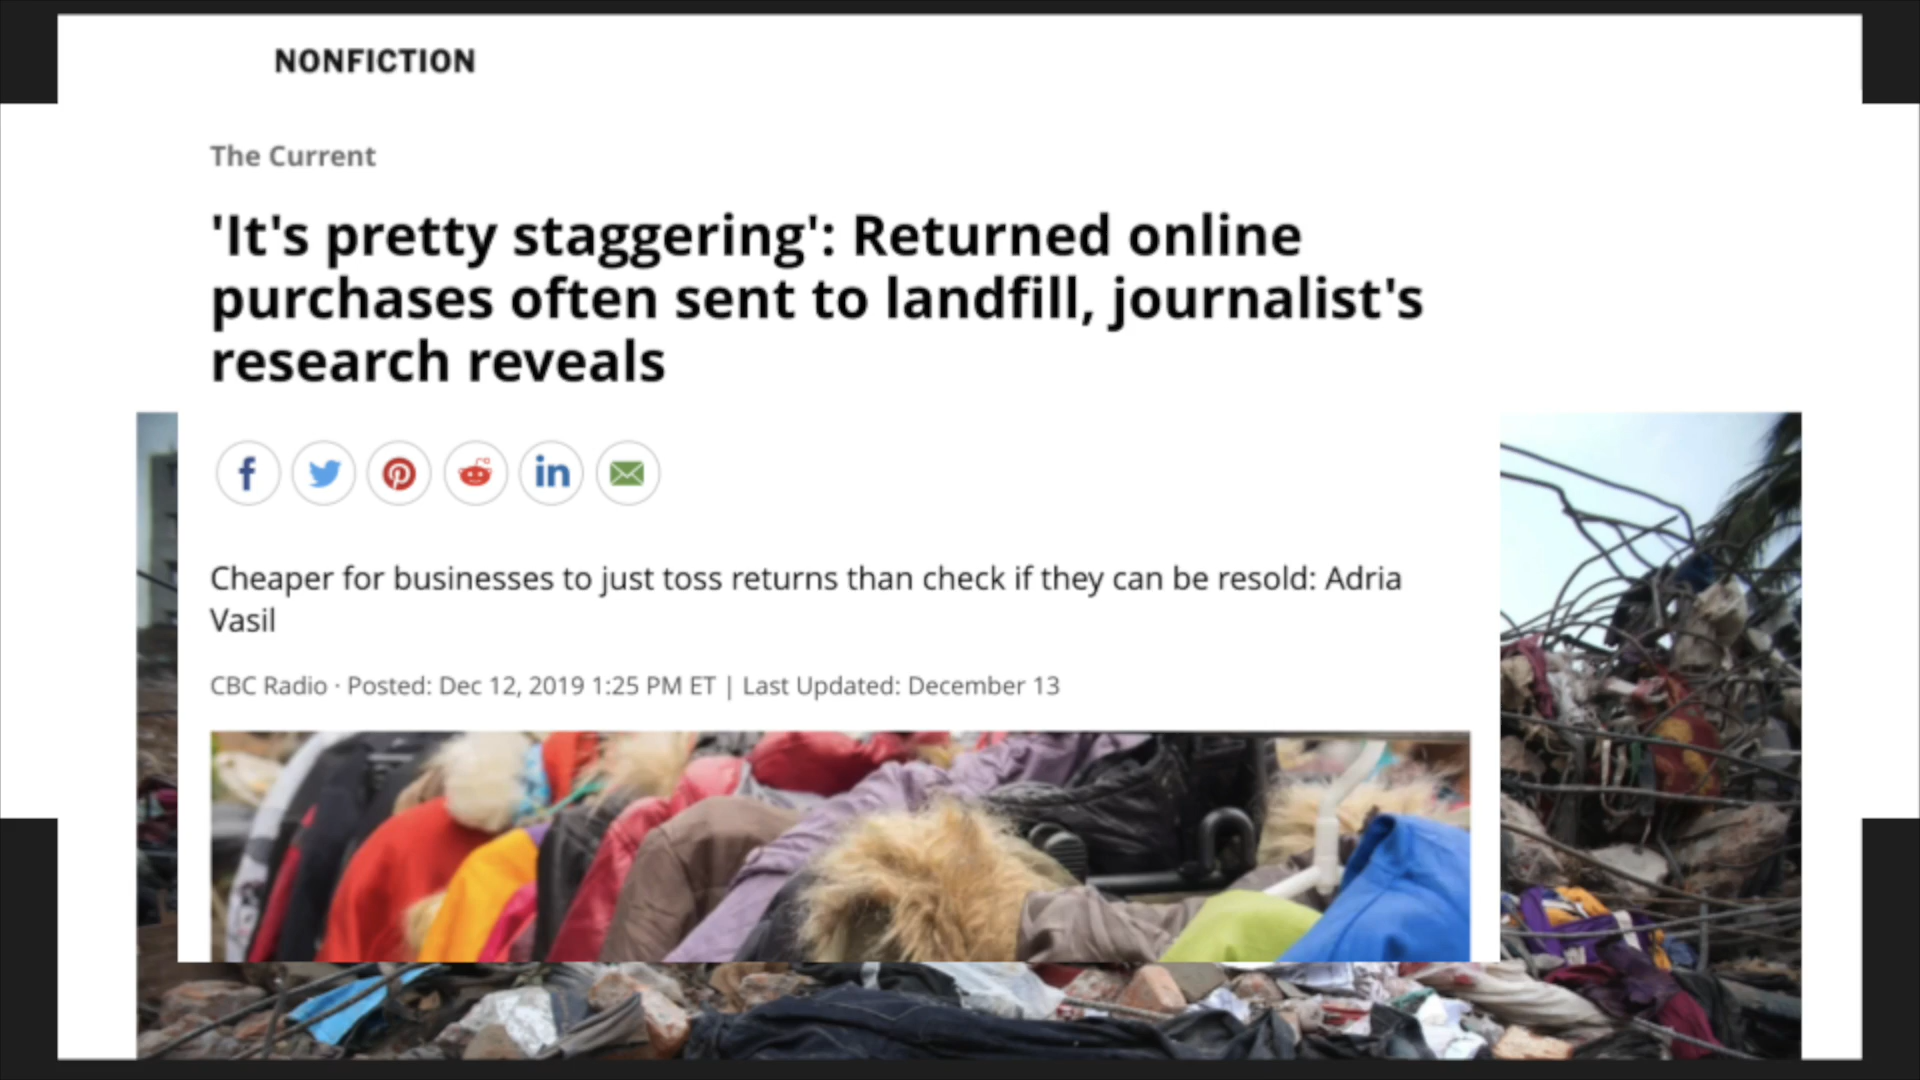 NONFICTION
The Current
'It's pretty staggering': Returned online
purchases often sent to landfill, journalist's
research reveals
Cheaper for businesses to just toss returns than check if they can be resold: Adria
Vasil
CBC Radio · Posted: Dec 12, 2019 1:25 PM ET | Last Updated: December 13